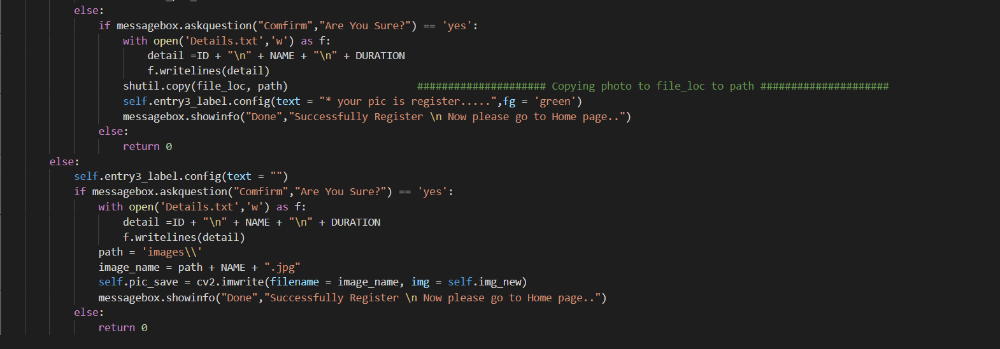 else:
if messagebox.askquestion("Comfirm","Are You Sure?") == 'yes':
with open('Details.txt','w') as f:
detail =ID + "\n" + NAME + "\n" + DURATION
f.writelines(detail)
shutil.copy(file_loc, path) ##################### Copying photo to file_loc to path #####################
self.entry3_label.config(text = "* your pic is register.....",fg = 'green')
messagebox.showinfo("Done","Successfully Register \n Now please go to Home page..")
else:
return 0
else:
self.entry3_label.config(text = "")
if messagebox.askquestion("Comfirm","Are You Sure?") == 'yes':
with open('Details.txt','w') as f:
detail =ID + "\n" + NAME + "\n" + DURATION
f.writelines(detail)
path = 'images\\'
image_name = path + NAME + ".jpg"
self.pic_save = cv2.imwrite(filename = image_name, img = self.img_new)
messagebox.showinfo("Done","Successfully Register \n Now please go to Home page..")
else:
return 0